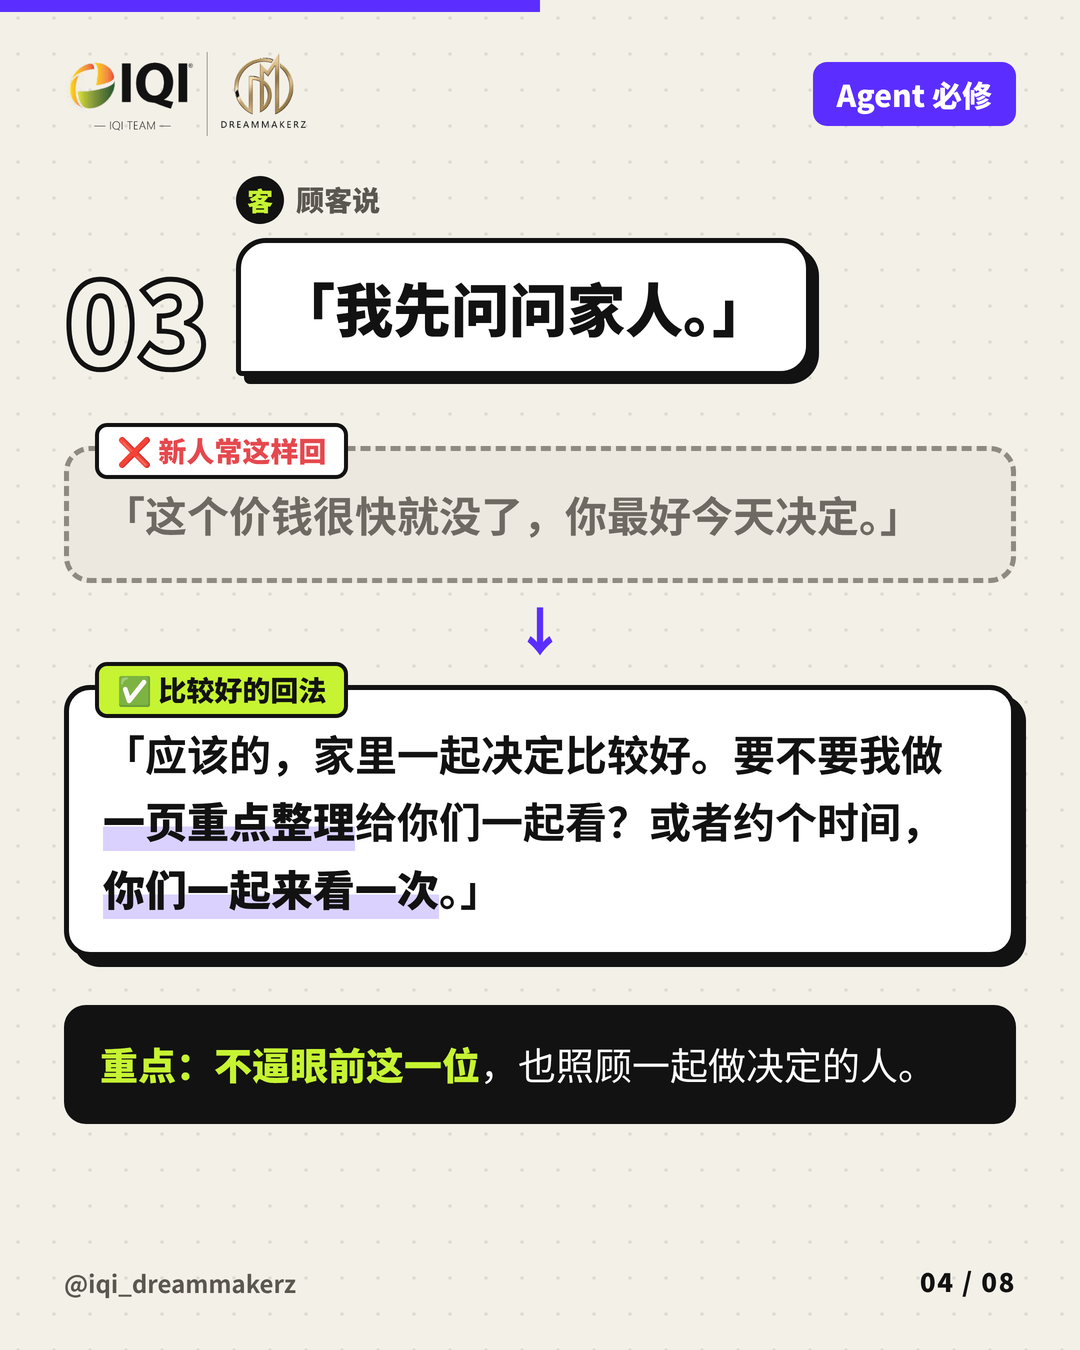 IQI
— IQI TEAM —
DREAMMAKERZ
Agent 必修
客 顾客说
03
「我先问问家人。」
❌ 新人常这样回
「这个价钱很快就没了，你最好今天决定。」
↓
✅ 比较好的回法
「应该的，家里一起决定比较好。要不要我做
一页重点整理给你们一起看？或者约个时间，
你们一起来看一次。」
重点：不逼眼前这一位，也照顾一起做决定的人。
@iqi_dreammakerz
04 / 08